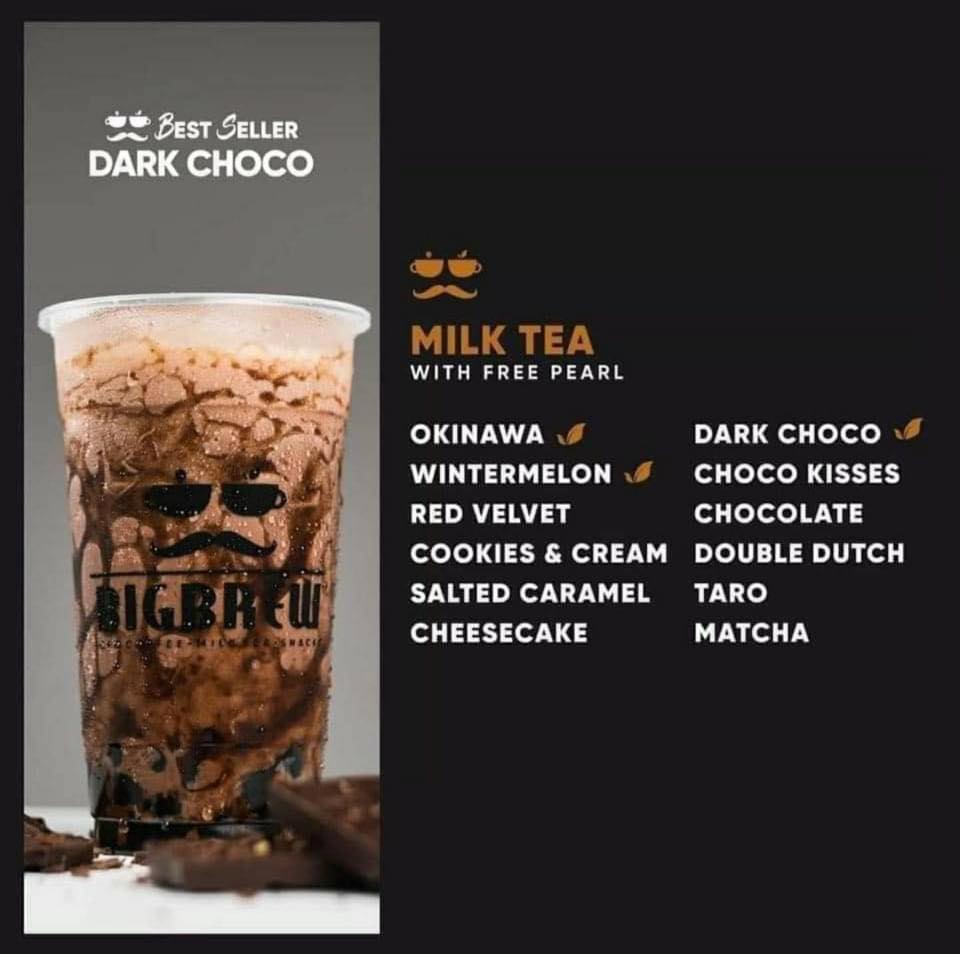 BEST SELLER
DARK CHOCO
BIGBREW
MILK TEA
WITH FREE PEARL
OKINAWA
WINTERMELON
RED VELVET
COOKIES & CREAM
SALTED CARAMEL
CHEESECAKE
DARK CHOCO
CHOCO KISSES
CHOCOLATE
DOUBLE DUTCH
TARO
MATCHA